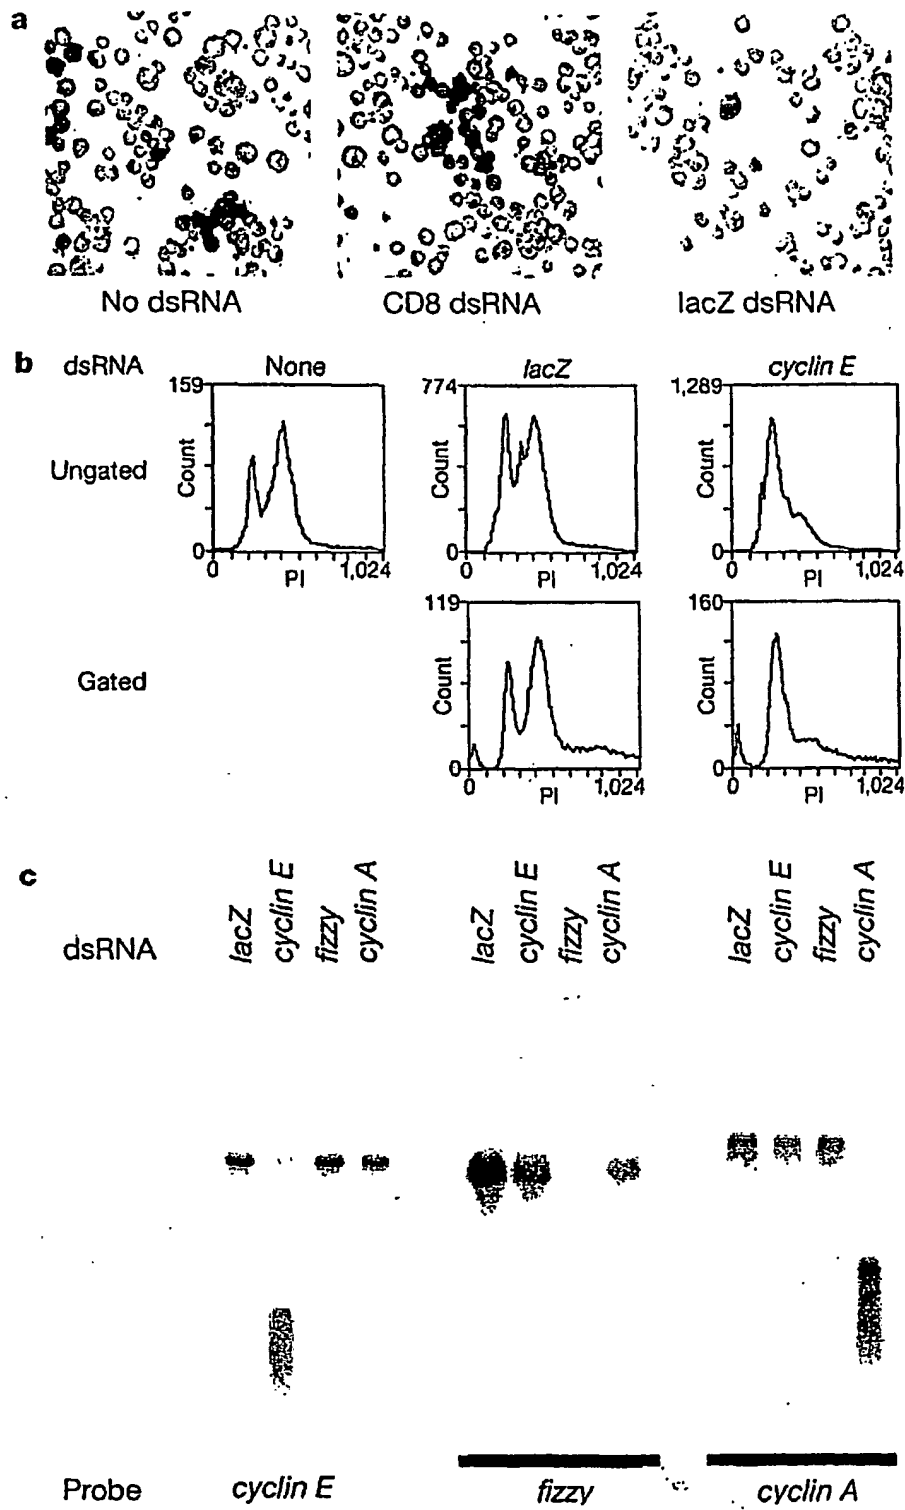 a
No dsRNA CD8 dsRNA lacZ dsRNA
b dsRNA None lacZ cyclin E
159 774 1,289
Ungated Count Count Count
0 0 0
0 1,024 0 1,024 0 1,024
PI PI PI
119 160
Gated Count Count
0 0
0 1,024 0 1,024
PI PI
c
dsRNA lacZ cyclin E fizzy cyclin A lacZ cyclin E fizzy cyclin A lacZ cyclin E fizzy cyclin A
Probe cyclin E fizzy cyclin A